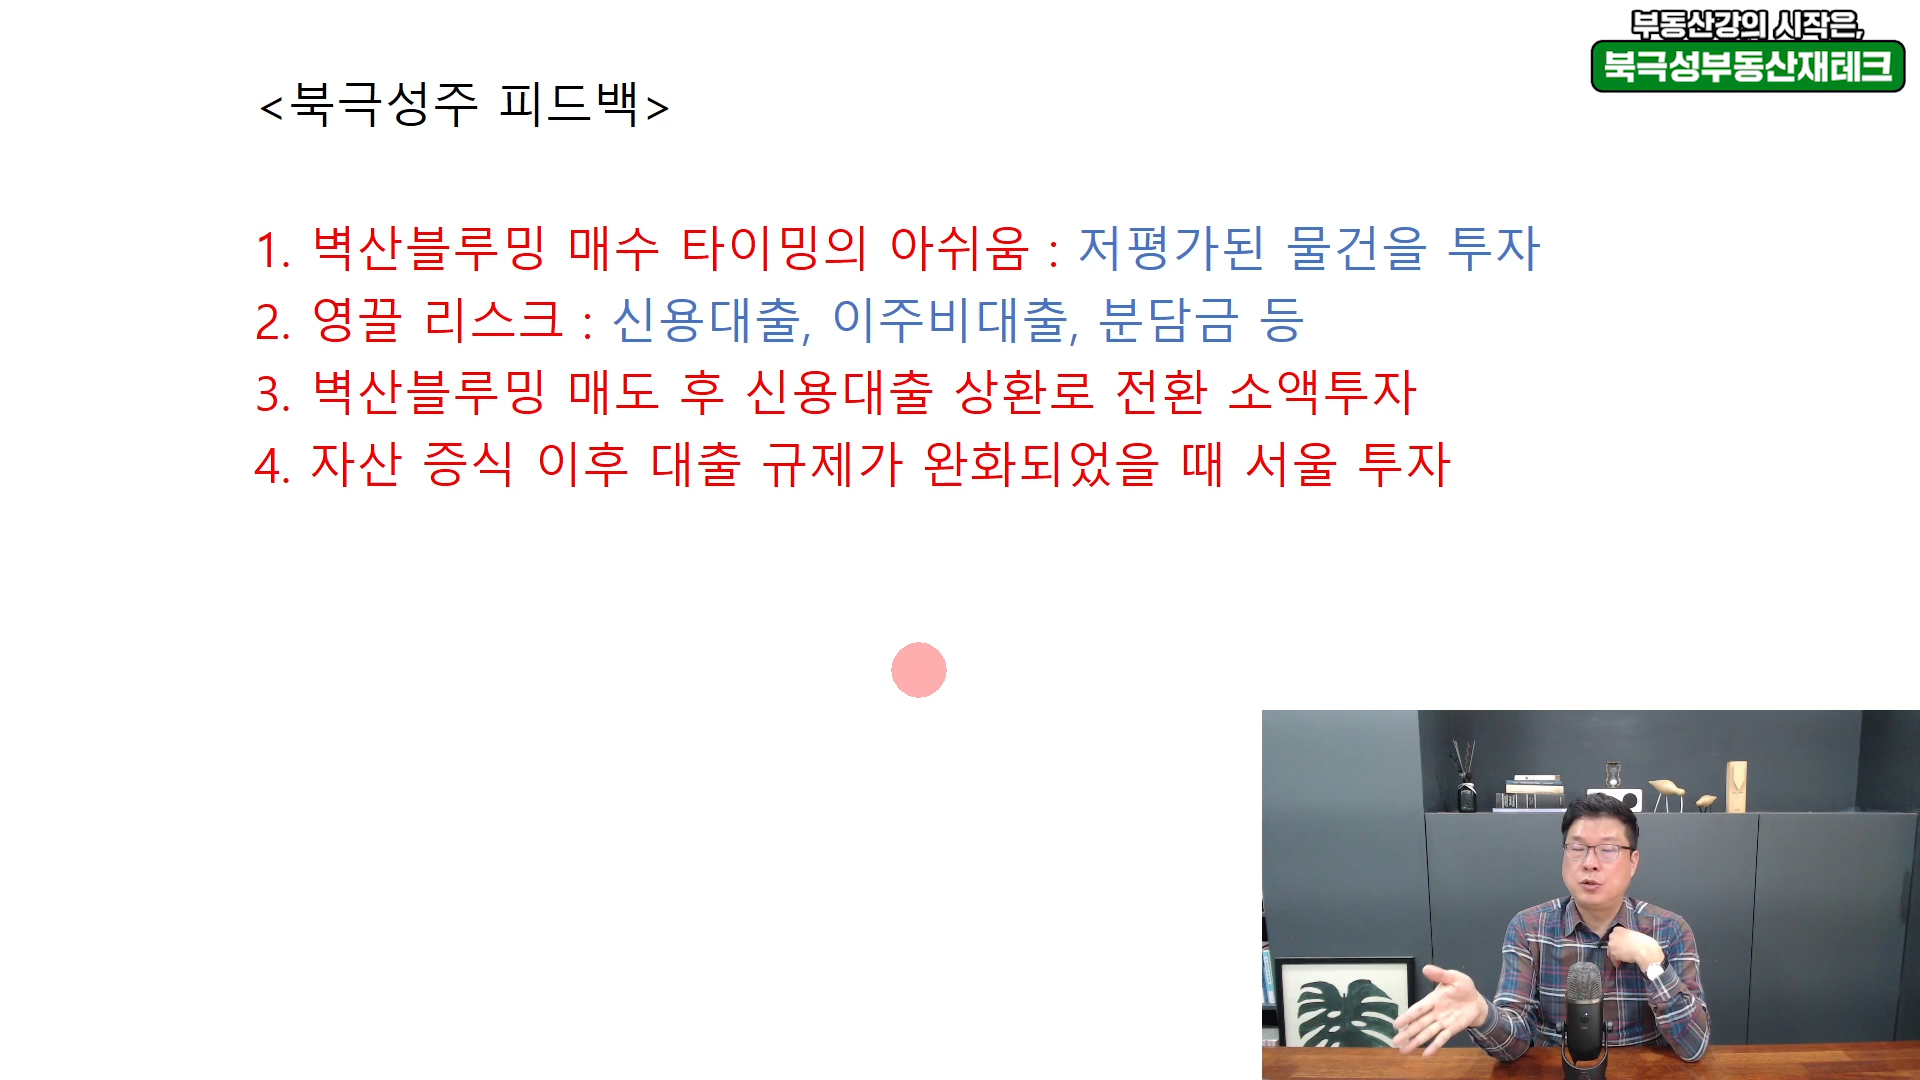 부동산강의 시작은,
북극성부동산재테크
<북극성주 피드백>
1. 벽산블루밍 매수 타이밍의 아쉬움 : 저평가된 물건을 투자
2. 영끌 리스크 : 신용대출, 이주비대출, 분담금 등
3. 벽산블루밍 매도 후 신용대출 상환로 전환 소액투자
4. 자산 증식 이후 대출 규제가 완화되었을 때 서울 투자